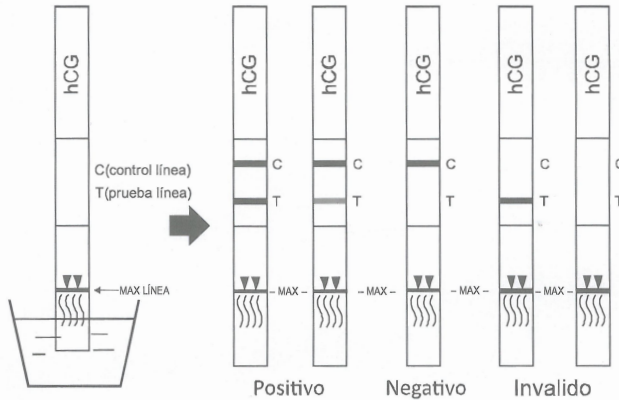 hCG
hCG
hCG
hCG
hCG
hCG
C(control línea)
T(prueba línea)
C
C
C
C
C
T
T
T
T
T
MAX LÍNEA
MAX
MAX
MAX
MAX
Positivo
Negativo
Invalido